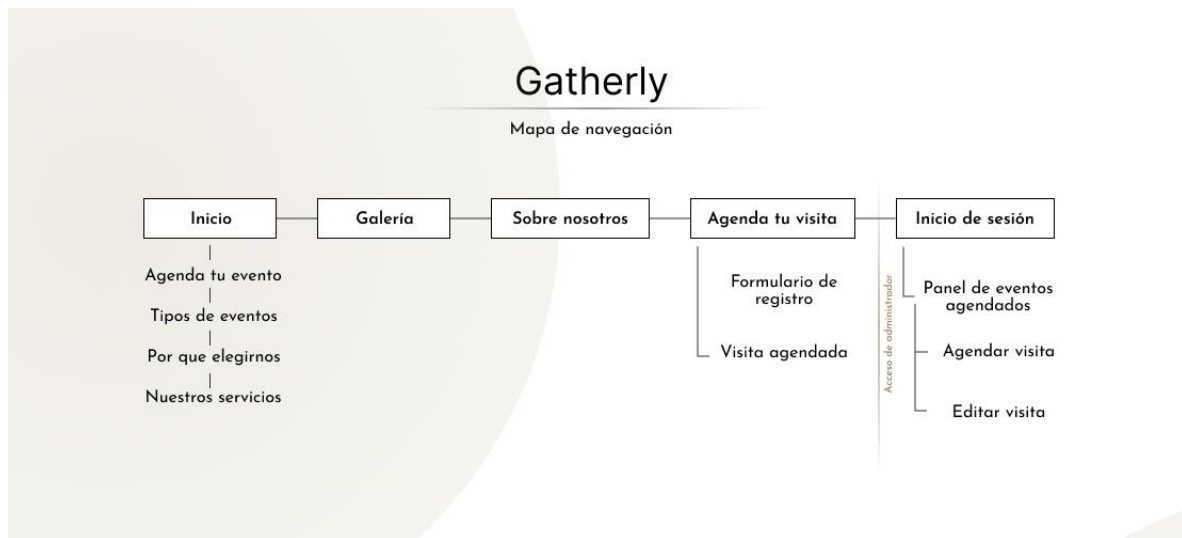 Gatherly
Mapa de navegación
Inicio
Galería
Sobre nosotros
Agenda tu visita
Inicio de sesión
Agenda tu evento
Tipos de eventos
Por que elegirnos
Nuestros servicios
Formulario de
registro
Visita agendada
Acceso de administrador
Panel de eventos
agendados
Agendar visita
Editar visita